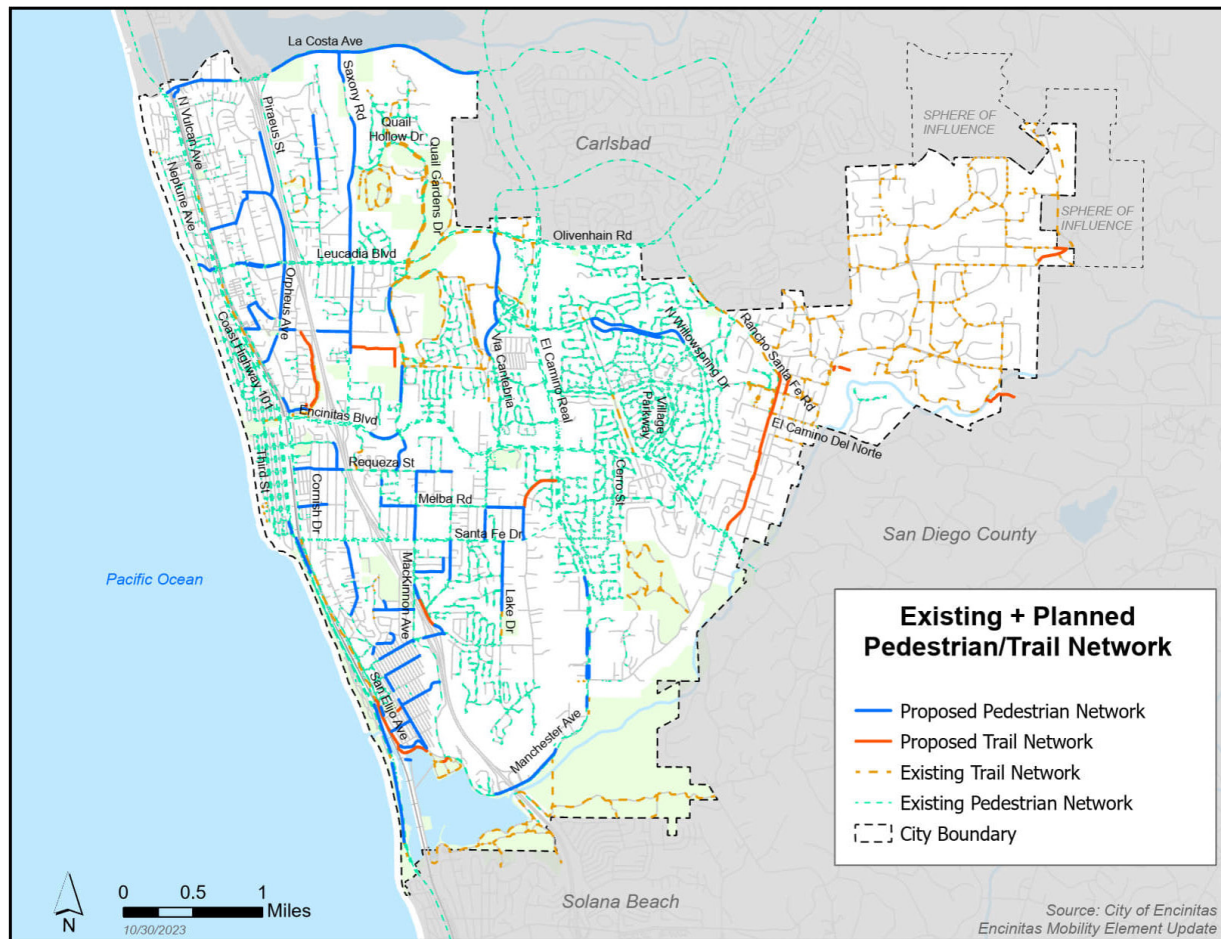 La Costa Ave
Saxony Rd
N Vulcan Ave
Piraeus St
Quail
Hollow Dr
Quail Gardens Dr
Neptune Ave
Carlsbad
SPHERE OF
INFLUENCE
SPHERE OF
INFLUENCE
Leucadia Blvd
Olivenhain Rd
Orpheus Ave
Coast Highway 101
Via Cantebria
El Camino Real
N Willowspring Dr
Rancho Santa Fe Rd
Village
Parkway
Encinitas Blvd
El Camino Del Norte
Requeza St
Third St
Cornish Dr
Melba Rd
Cerro St
Santa Fe Dr
San Diego County
MacKinnon Ave
Lake Dr
Pacific Ocean
San Elijo Ave
Manchester Ave
Solana Beach
Existing + Planned
Pedestrian/Trail Network
Proposed Pedestrian Network
Proposed Trail Network
Existing Trail Network
Existing Pedestrian Network
City Boundary
N
0 0.5 1
Miles
10/30/2023
Source: City of Encinitas
Encinitas Mobility Element Update